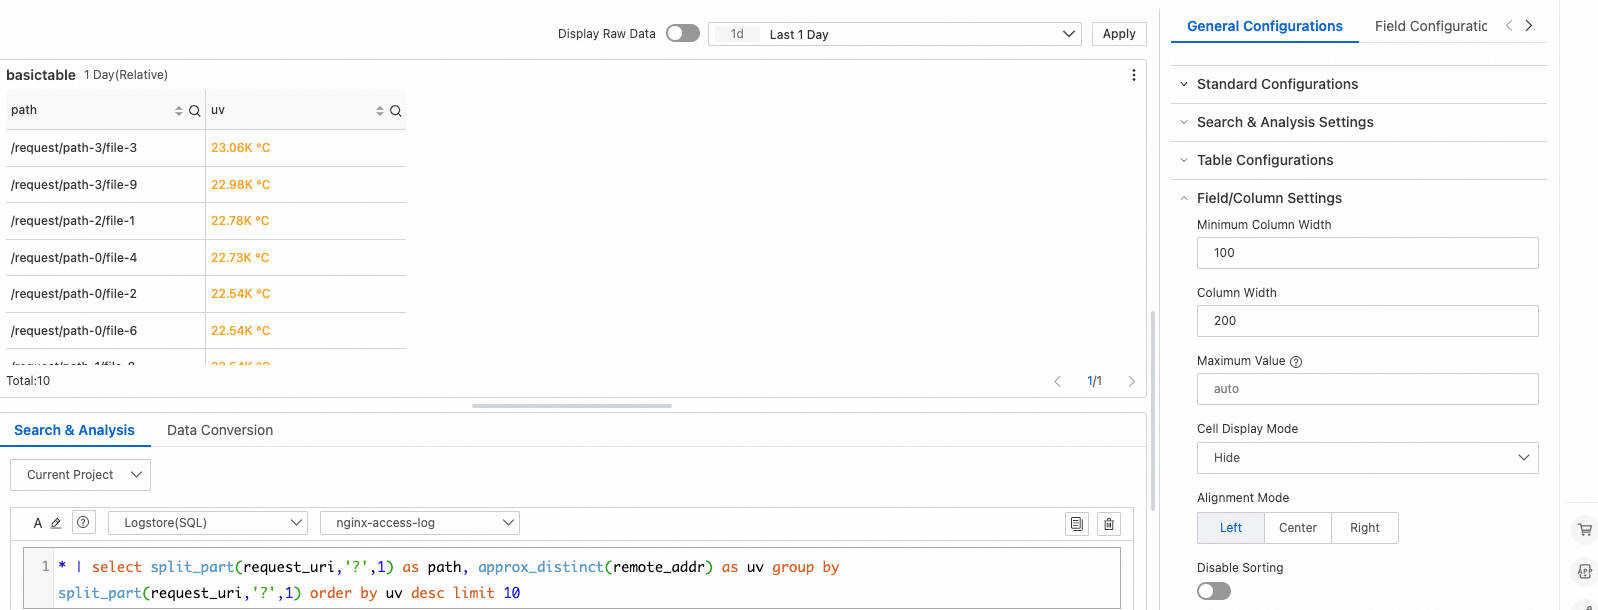 Display Raw Data 1d Last 1 Day Apply
General Configurations Field Configuratic
basictable 1 Day(Relative)
path uv
/request/path-3/file-3 23.06K °C
/request/path-3/file-9 22.98K °C
/request/path-2/file-1 22.78K °C
/request/path-0/file-4 22.73K °C
/request/path-0/file-2 22.54K °C
/request/path-0/file-6 22.54K °C
Total:10 1/1
Search & Analysis Data Conversion
Current Project
A Logstore(SQL) nginx-access-log
1 * | select split_part(request_uri,'?',1) as path, approx_distinct(remote_addr) as uv group by
split_part(request_uri,'?',1) order by uv desc limit 10
Standard Configurations
Search & Analysis Settings
Table Configurations
Field/Column Settings
Minimum Column Width
100
Column Width
200
Maximum Value
auto
Cell Display Mode
Hide
Alignment Mode
Left Center Right
Disable Sorting